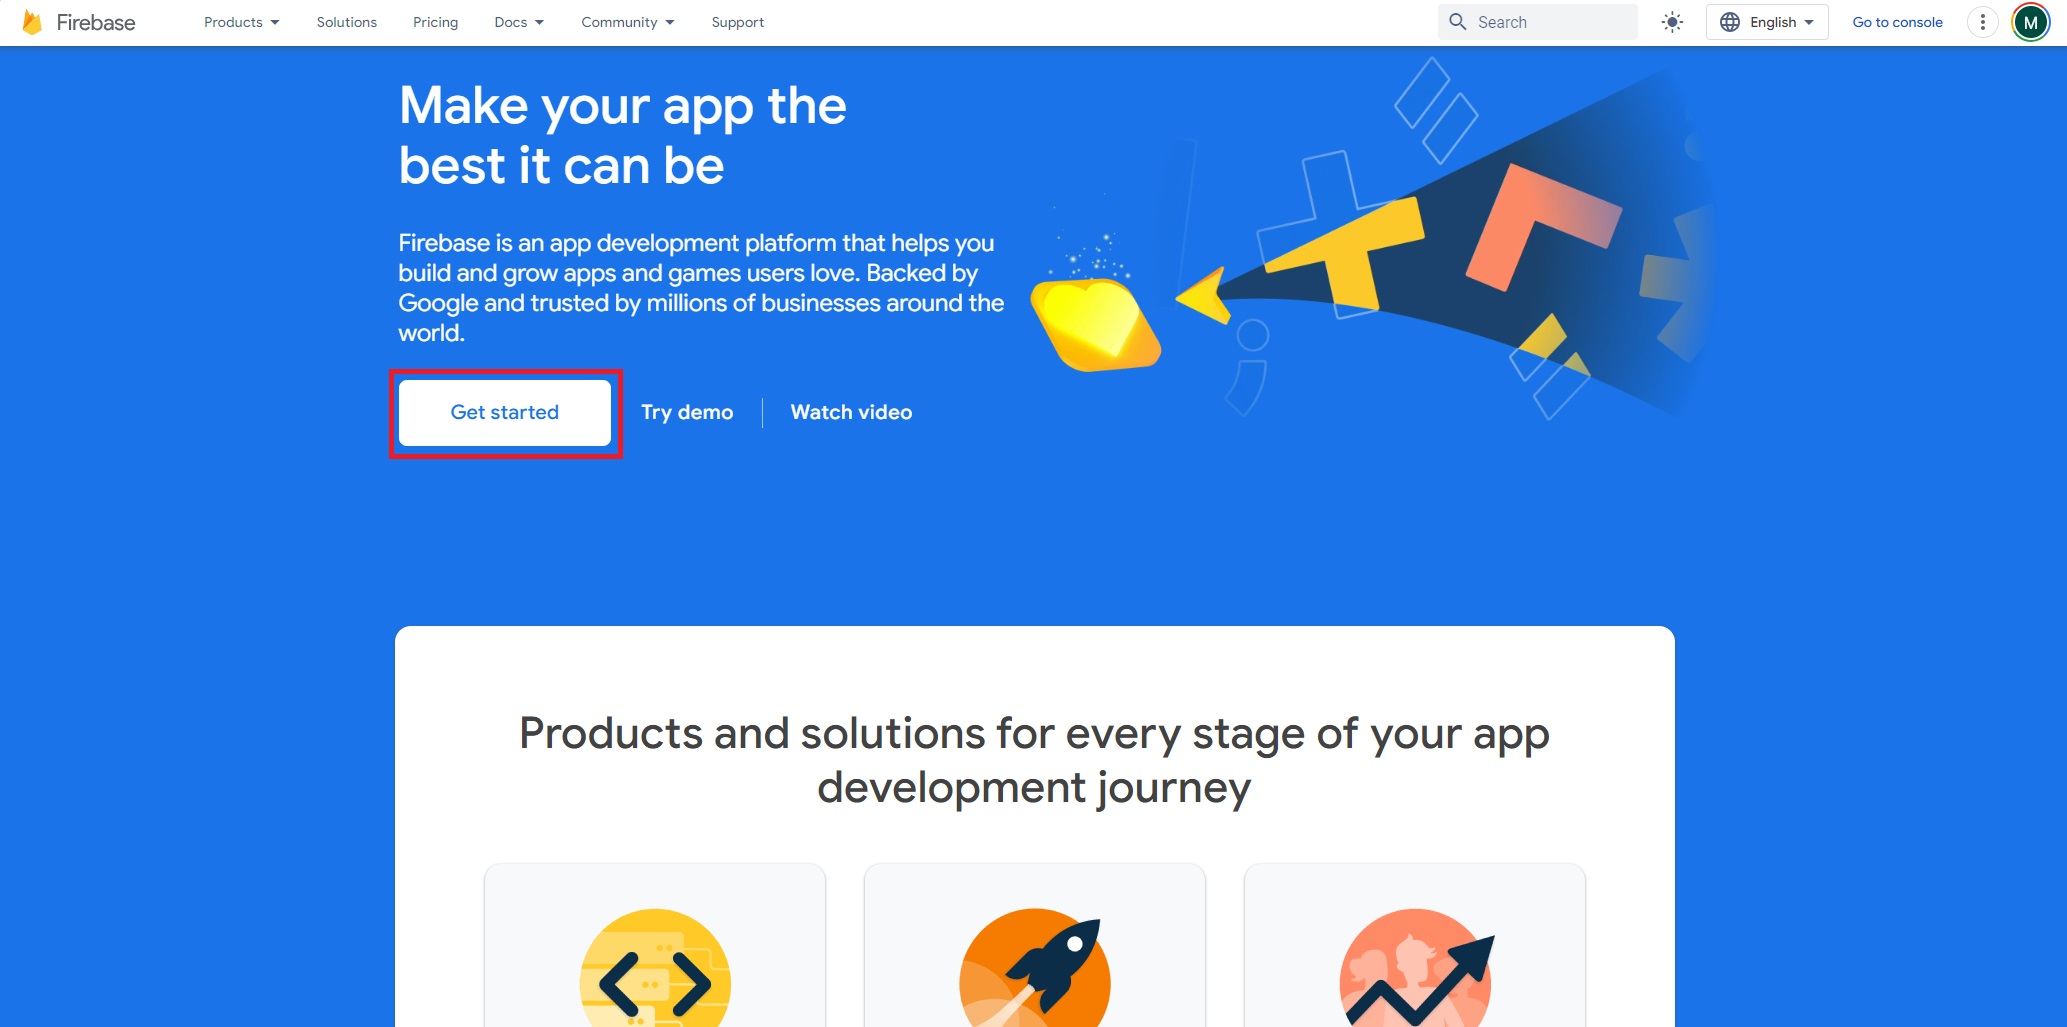 Firebase
Products
Solutions
Pricing
Docs
Community
Support
Search
English
Go to console
M
Make your app the
best it can be
Firebase is an app development platform that helps you
build and grow apps and games users love. Backed by
Google and trusted by millions of businesses around the
world.
Get started
Try demo
Watch video
Products and solutions for every stage of your app
development journey